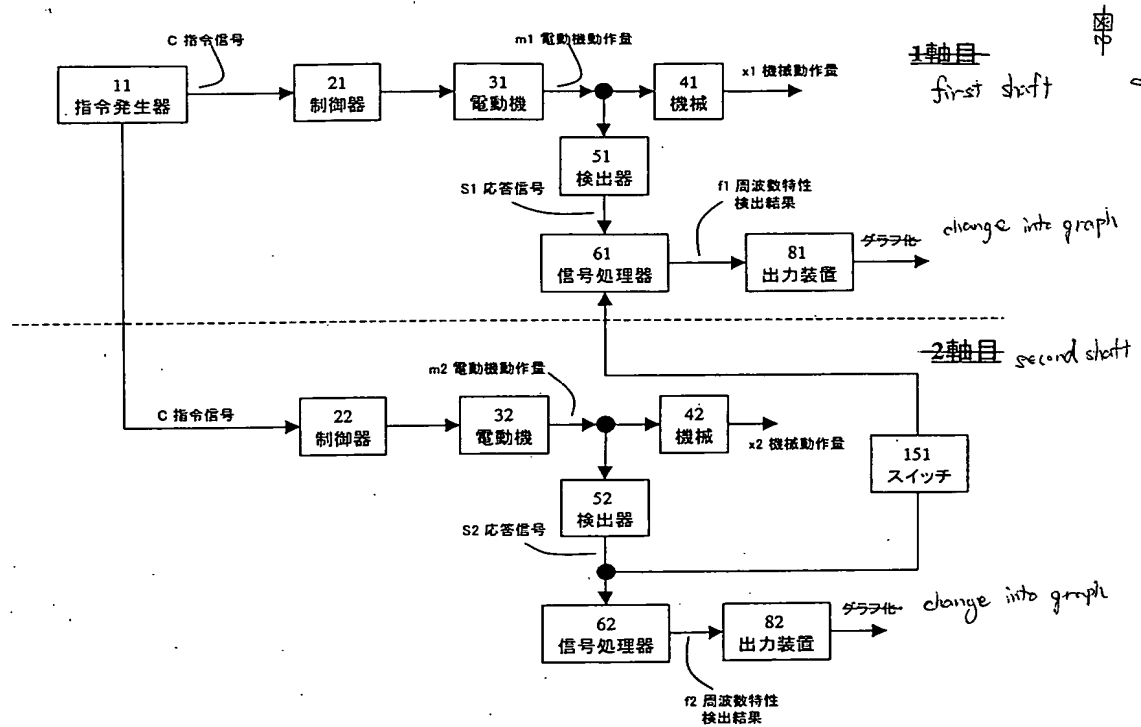 C 指令信号
m1 電動機動作量
1軸目
first shaft
11
指令発生器
21
制御器
31
電動機
41
機械
x1 機械動作量
51
検出器
S1 応答信号
f1 周波数特性
検出結果
61
信号処理器
81
出力装置
グラフ化
change into graph
2軸目
second shaft
m2 電動機動作量
C 指令信号
22
制御器
32
電動機
42
機械
x2 機械動作量
151
スイッチ
52
検出器
S2 応答信号
62
信号処理器
82
出力装置
グラフ化
change into graph
f2 周波数特性
検出結果